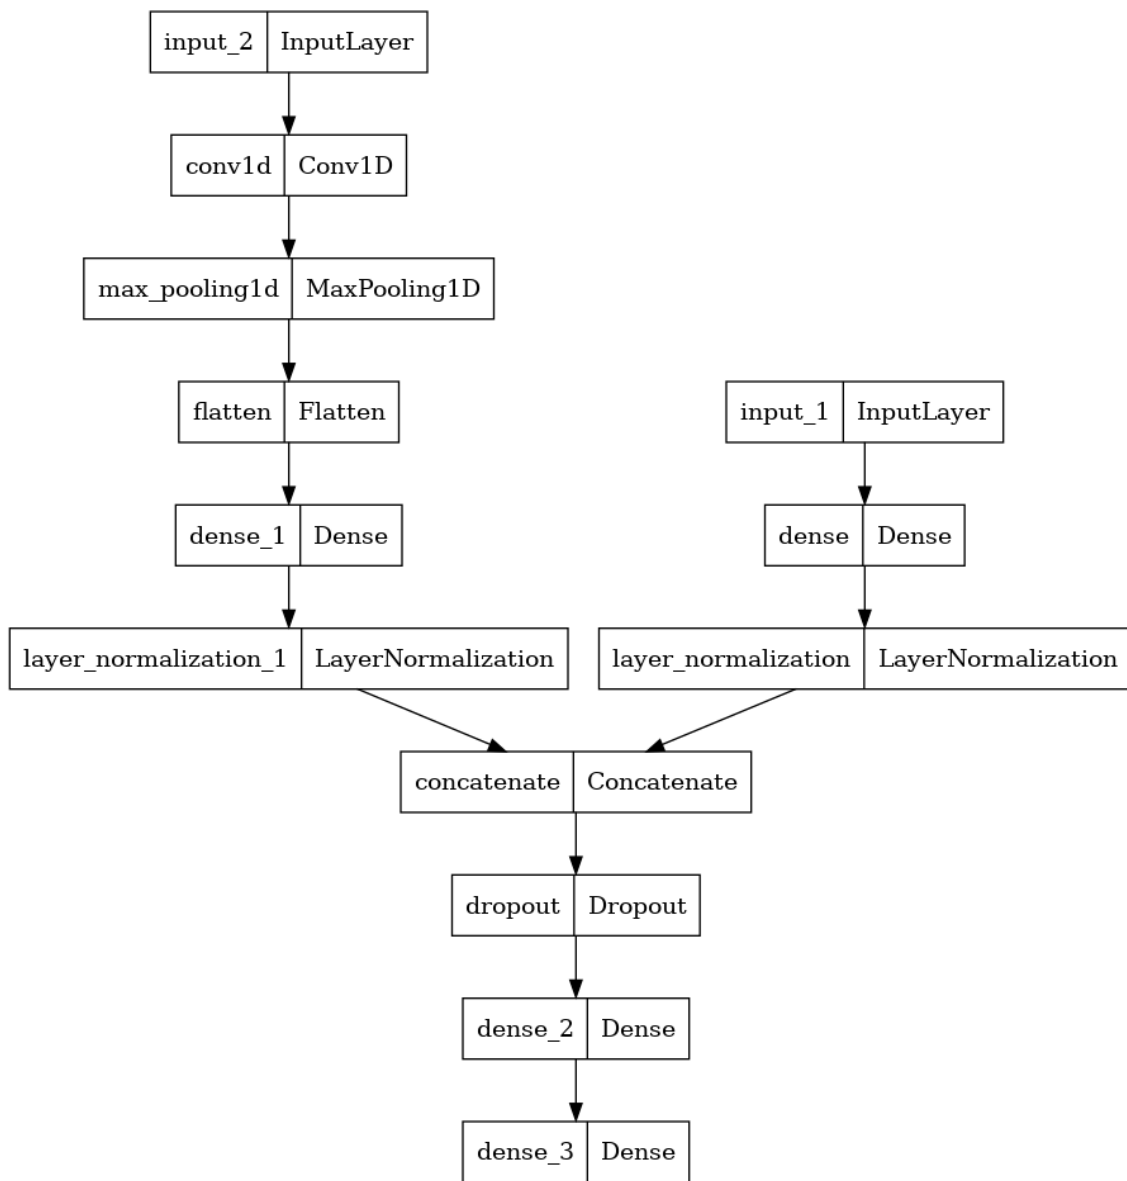 input_2 InputLayer
conv1d Conv1D
max_pooling1d MaxPooling1D
flatten Flatten
input_1 InputLayer
dense_1 Dense
dense Dense
layer_normalization_1 LayerNormalization
layer_normalization LayerNormalization
concatenate Concatenate
dropout Dropout
dense_2 Dense
dense_3 Dense